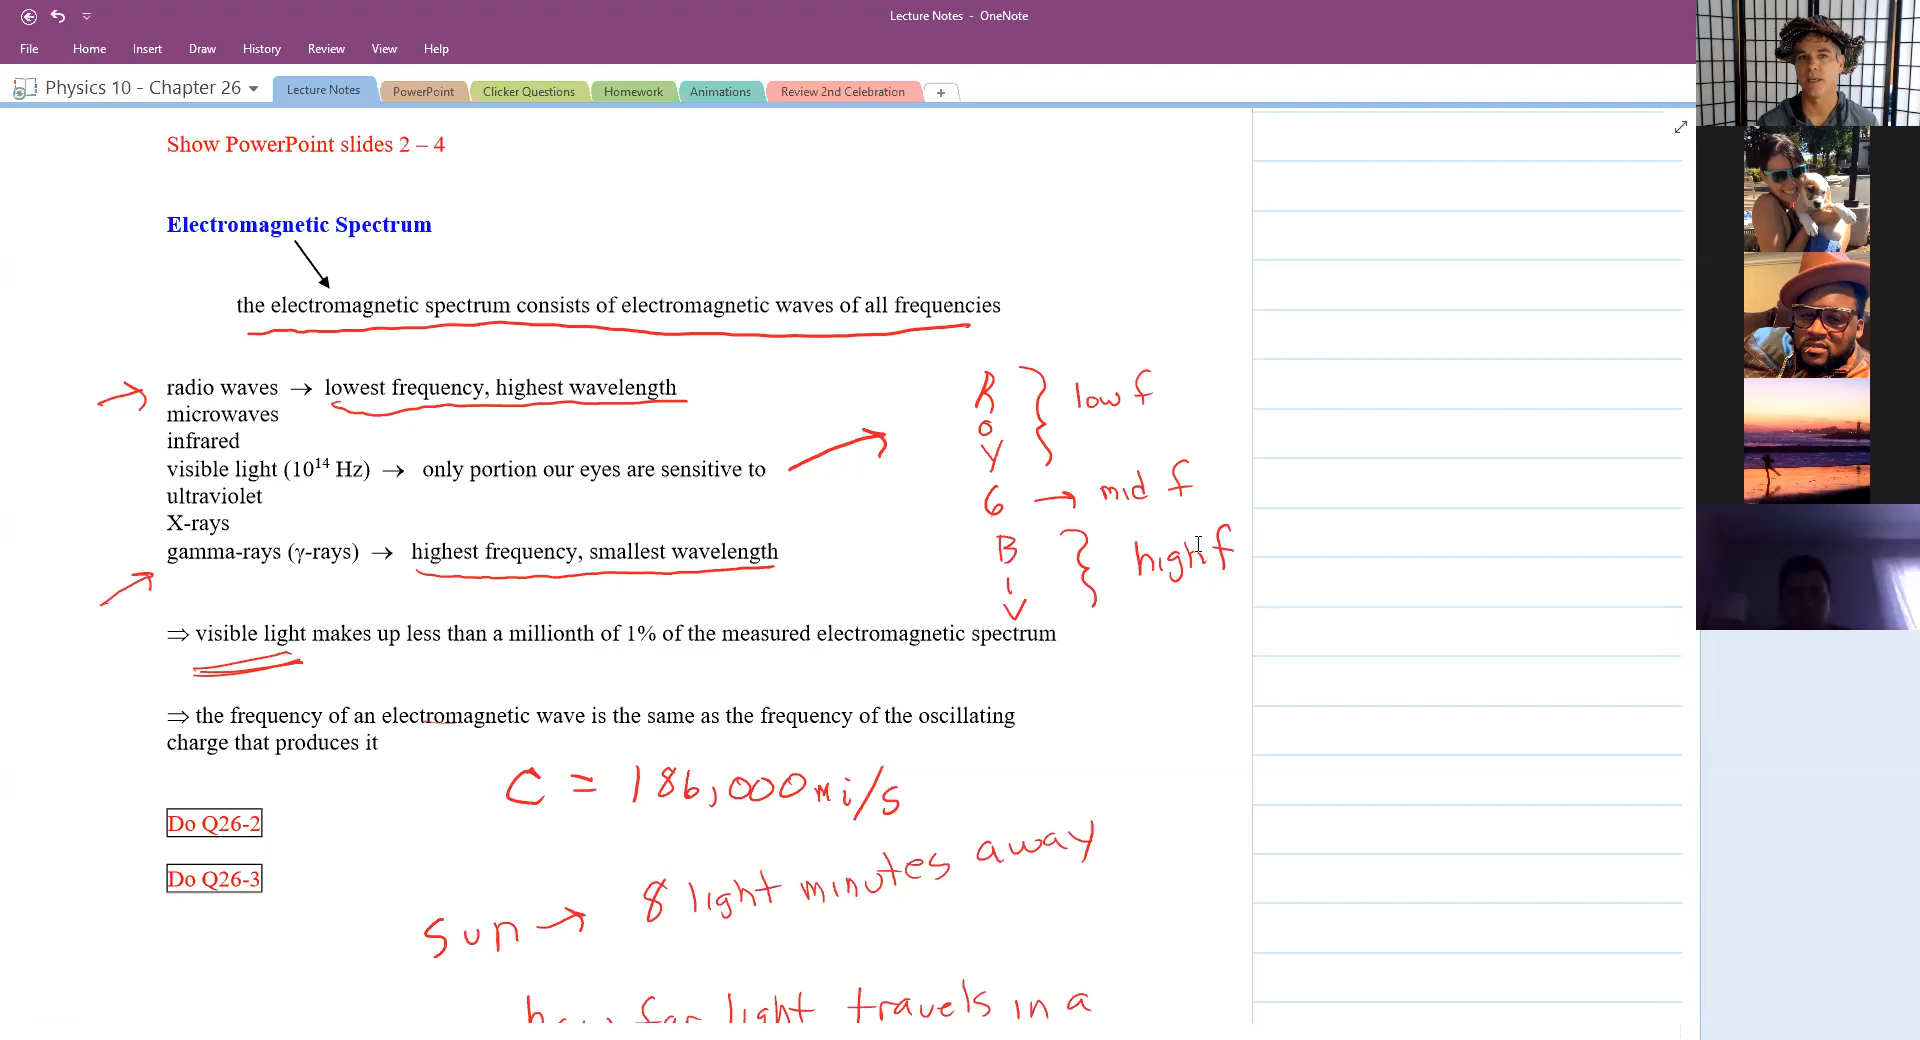 Lecture Notes - OneNote
File Home Insert Draw History Review View Help
Physics 10 - Chapter 26 Lecture Notes PowerPoint Clicker Questions Homework Animations Review 2nd Celebration +
Show PowerPoint slides 2 – 4
Electromagnetic Spectrum
the electromagnetic spectrum consists of electromagnetic waves of all frequencies
radio waves → lowest frequency, highest wavelength
microwaves
infrared
visible light (10¹⁴ Hz) → only portion our eyes are sensitive to
ultraviolet
X-rays
gamma-rays (γ-rays) → highest frequency, smallest wavelength
R
O
Y
low f
G → mid f
B
I
V
high f
⇒ visible light makes up less than a millionth of 1% of the measured electromagnetic spectrum
⇒ the frequency of an electromagnetic wave is the same as the frequency of the oscillating
charge that produces it
C = 186,000 mi/s
Do Q26-2
Do Q26-3
Sun → 8 light minutes away
how far light travels in a